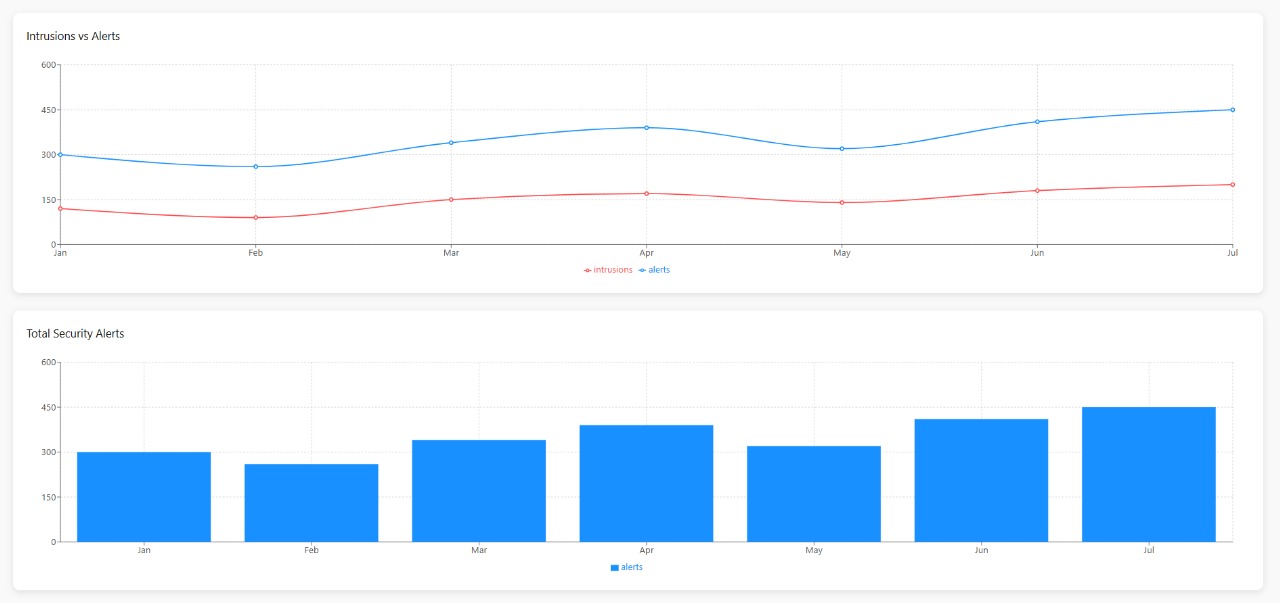 Intrusions vs Alerts
600
450
300
150
0
Jan Feb Mar Apr May Jun Jul
intrusions alerts
Total Security Alerts
600
450
300
150
0
Jan Feb Mar Apr May Jun Jul
alerts